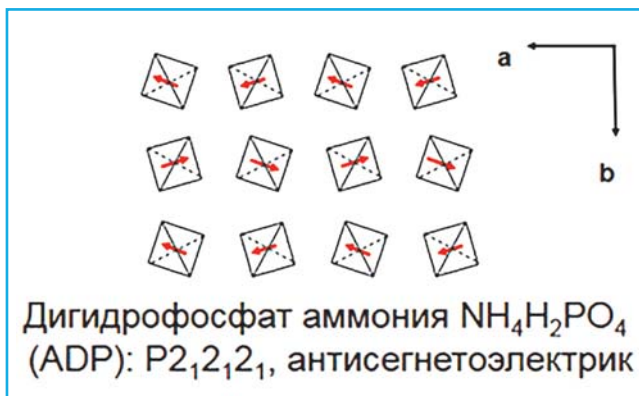 a
b
Дигидрофосфат аммония NH₄H₂PO₄
(ADP): P2₁2₁2₁, антисегнетоэлектрик